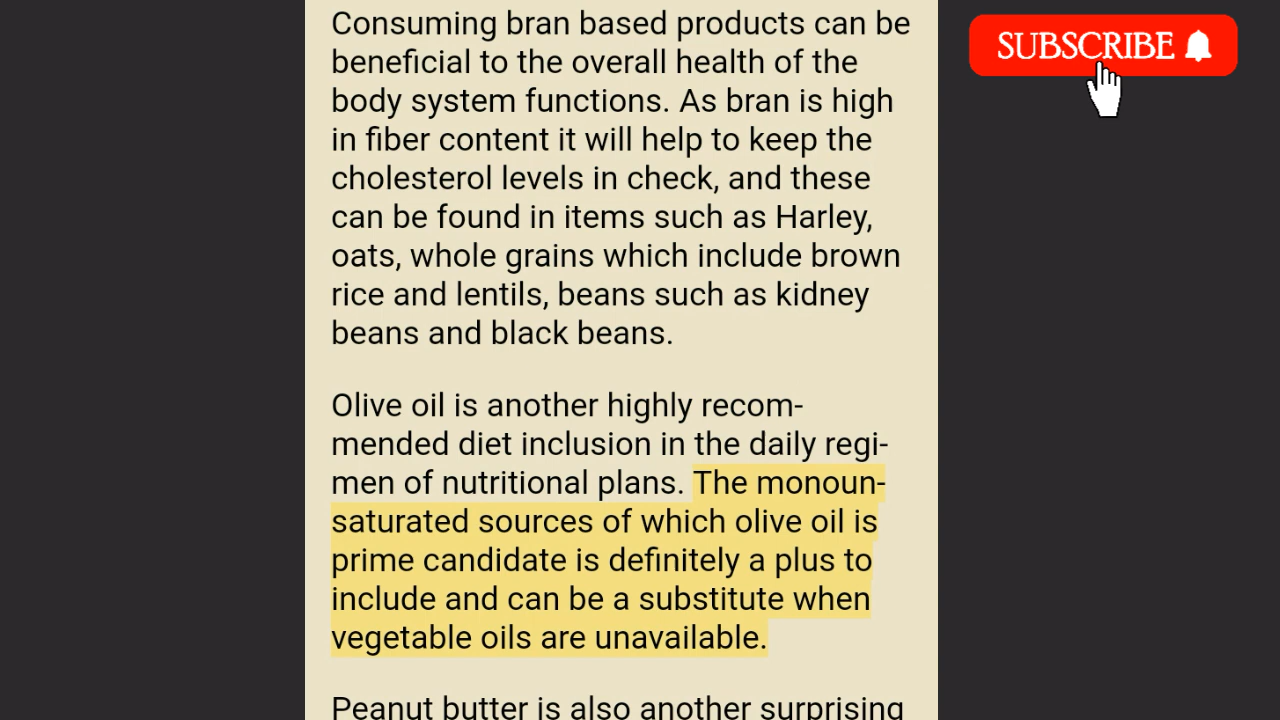 Consuming bran based products can be
beneficial to the overall health of the
body system functions. As bran is high
in fiber content it will help to keep the
cholesterol levels in check, and these
can be found in items such as Harley,
oats, whole grains which include brown
rice and lentils, beans such as kidney
beans and black beans.
Olive oil is another highly recom-
mended diet inclusion in the daily regi-
men of nutritional plans. The monoun-
saturated sources of which olive oil is
prime candidate is definitely a plus to
include and can be a substitute when
vegetable oils are unavailable.
Peanut butter is also another surprising
SUBSCRIBE